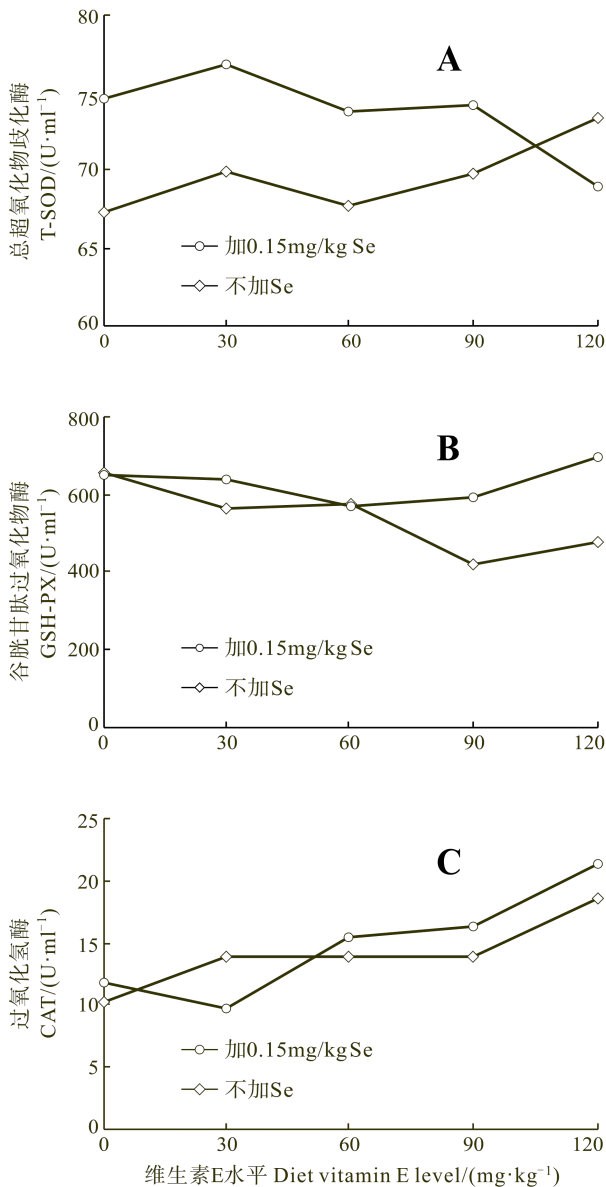 80
75
70
65
60
总超氧化物歧化酶
T-SOD/(U·ml⁻¹)
A
加0.15mg/kg Se
不加Se
0 30 60 90 120
800
600
400
200
0
谷胱甘肽过氧化物酶
GSH-PX/(U·ml⁻¹)
B
加0.15mg/kgSe
不加Se
0 30 60 90 120
25
20
15
10
5
0
过氧化氢酶
CAT/(U·ml⁻¹)
C
加0.15mg/kgSe
不加Se
0 30 60 90 120
维生素E水平 Diet vitamin E level/(mg·kg⁻¹)